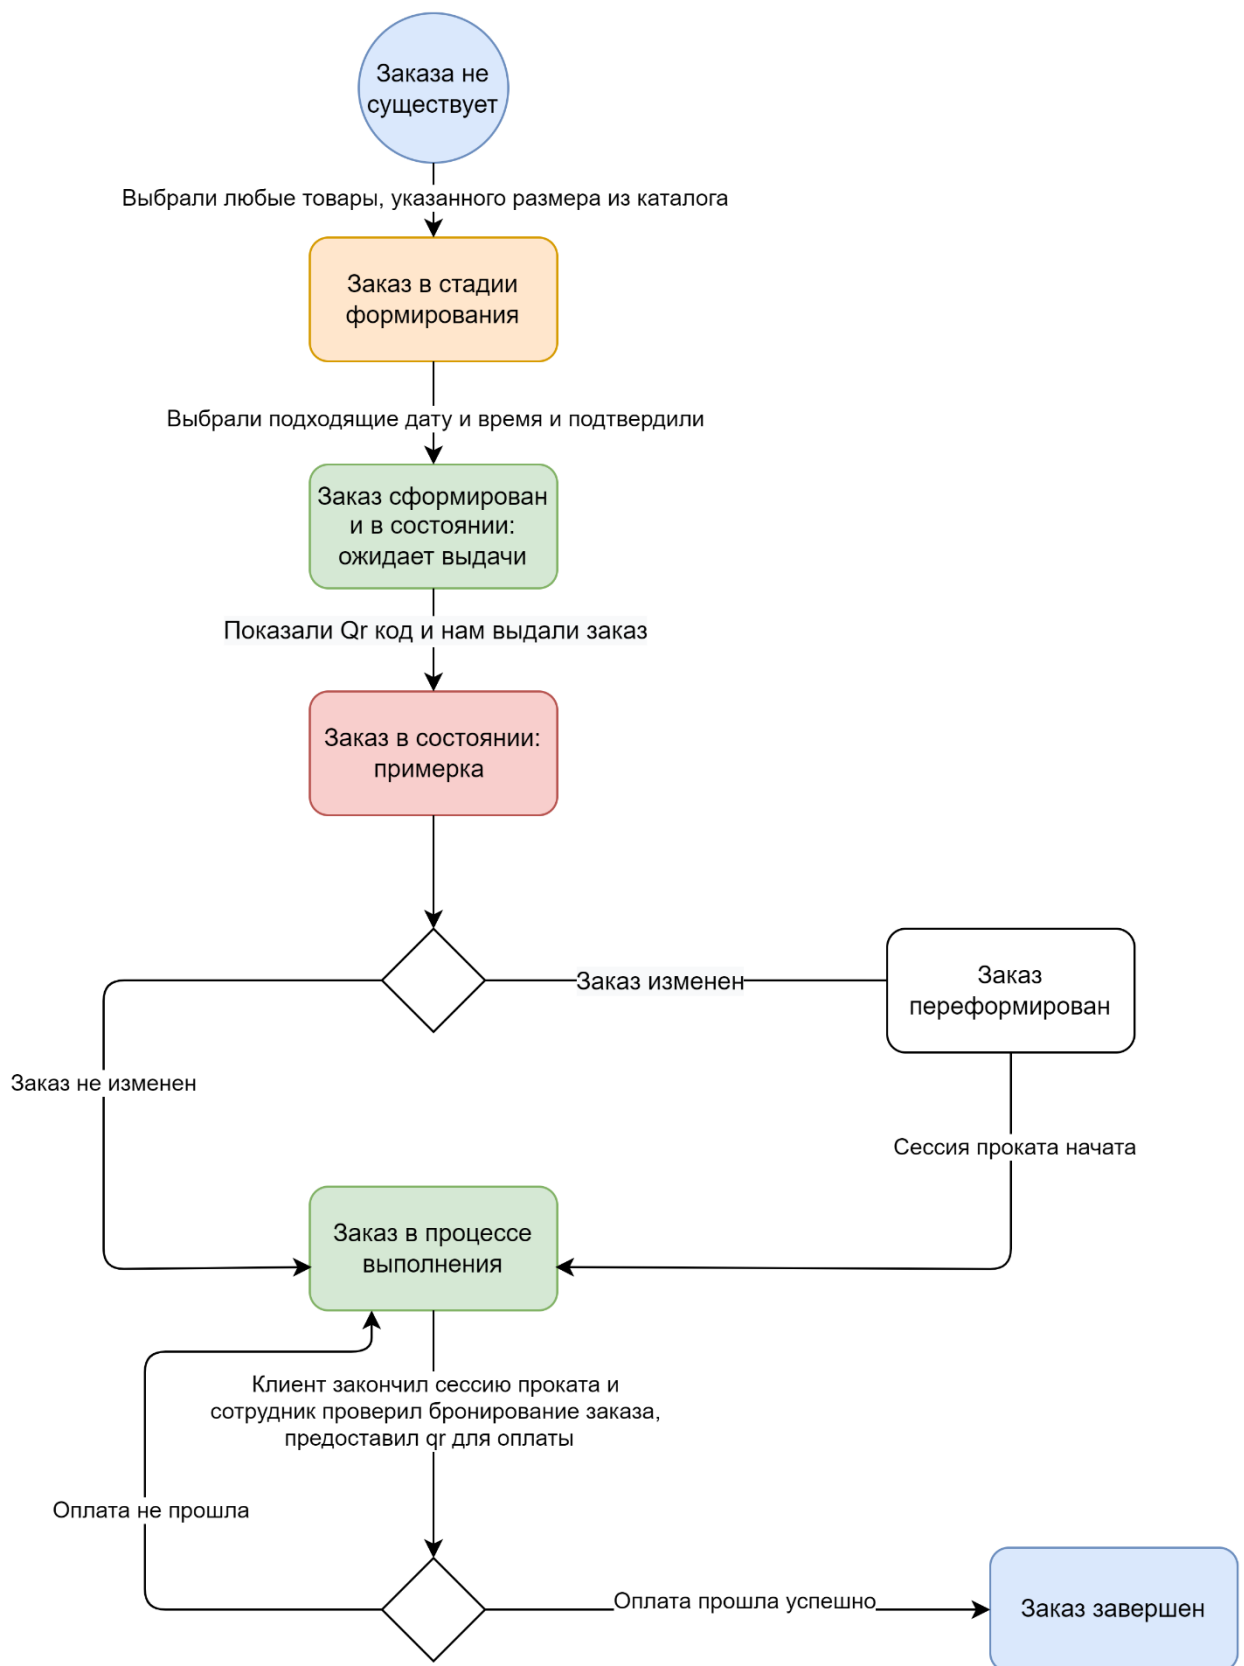 Заказа не
существует
Выбрали любые товары, указанного размера из каталога
Заказ в стадии
формирования
Выбрали подходящие дату и время и подтвердили
Заказ сформирован
и в состоянии:
ожидает выдачи
Показали Qr код и нам выдали заказ
Заказ в состоянии:
примерка
Заказ изменен
Заказ
переформирован
Заказ не изменен
Сессия проката начата
Заказ в процессе
выполнения
Клиент закончил сессию проката и
сотрудник проверил бронирование заказа,
предоставил qr для оплаты
Оплата не прошла
Оплата прошла успешно
Заказ завершен